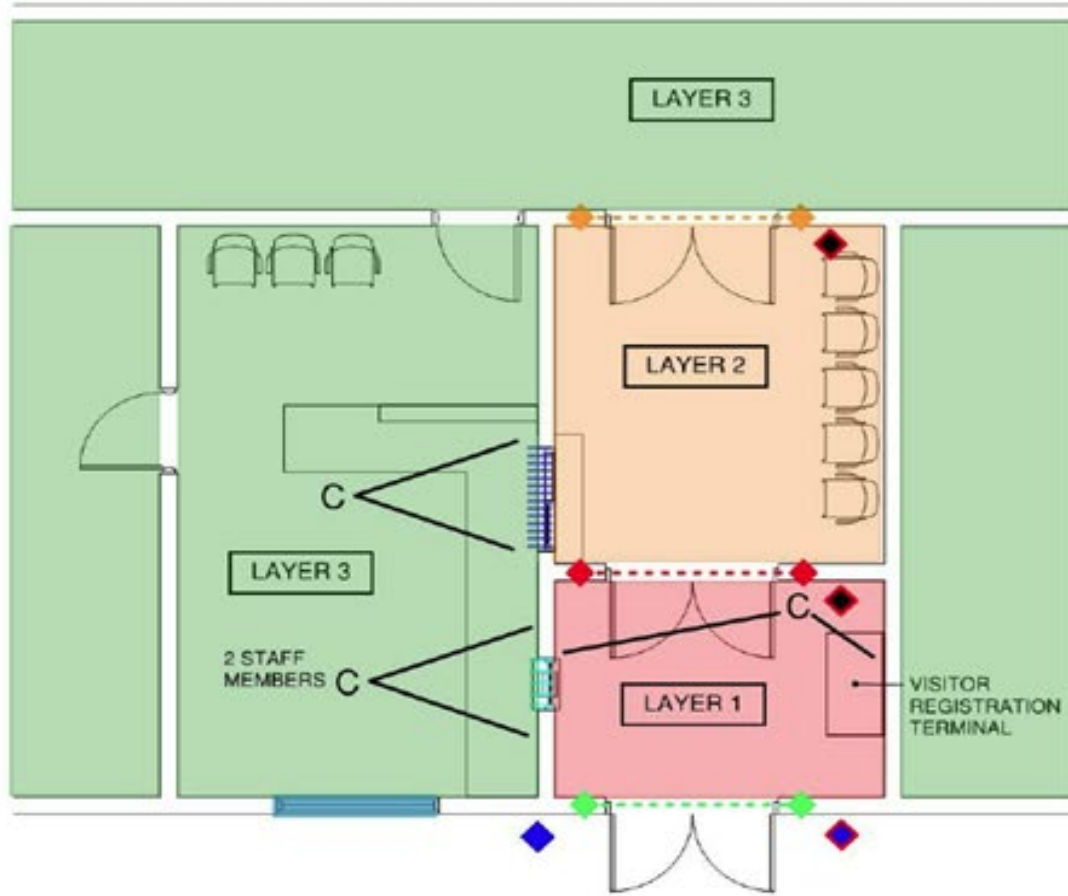 LAYER 3
LAYER 2
C
LAYER 3
C
2 STAFF
MEMBERS C
LAYER 1
VISITOR
REGISTRATION
TERMINAL